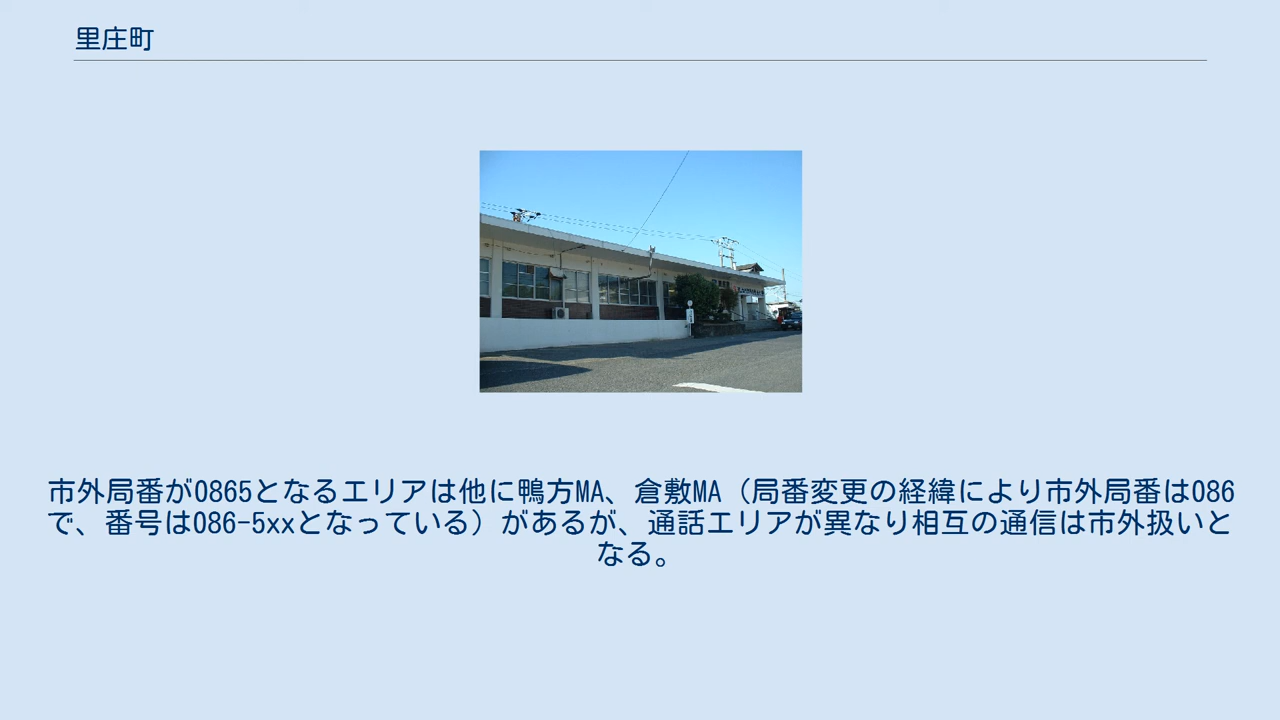 里庄町
市外局番が0865となるエリアは他に鴨方MA、倉敷MA（局番変更の経緯により市外局番は086
で、番号は086-5xxとなっている）があるが、通話エリアが異なり相互の通信は市外扱いと
なる。